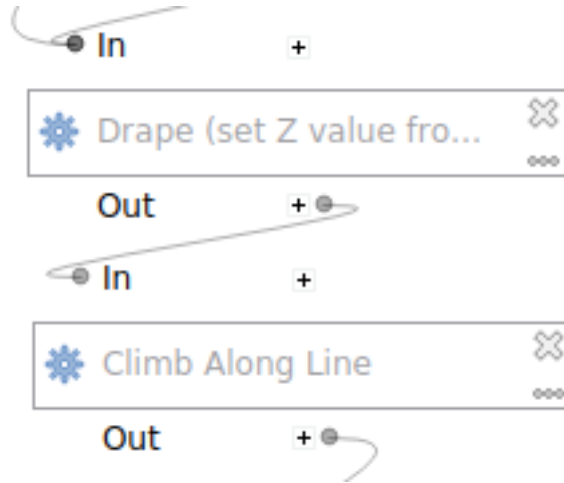 In
Drape (set Z value fro...
Out
In
Climb Along Line
Out